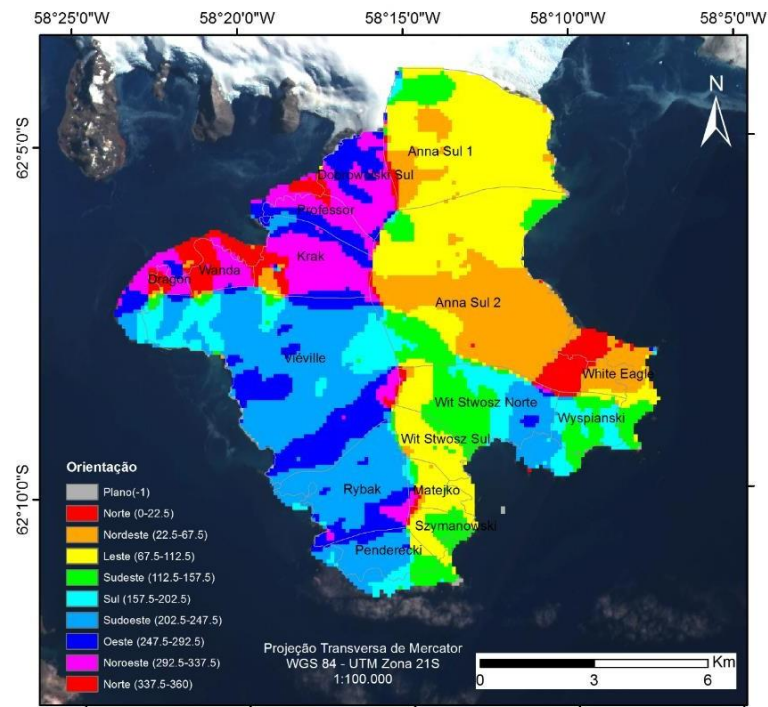 58°25'0"W 58°20'0"W 58°15'0"W 58°10'0"W 58°5'0"W
62°5'0"S
62°10'0"S
N
Anna Sul 1
Dobrowolski Sul
Professor
Krak
Wanda
Dragon
Anna Sul 2
Viéville
White Eagle
Wit Stwosz Norte
Wyspianski
Wit Stwosz Sul
Rybak
Matejko
Szymanowski
Penderecki
Orientação
Plano(-1)
Norte (0-22.5)
Nordeste (22.5-67.5)
Leste (67.5-112.5)
Sudeste (112.5-157.5)
Sul (157.5-202.5)
Sudoeste (202.5-247.5)
Oeste (247.5-292.5)
Noroeste (292.5-337.5)
Norte (337.5-360)
Projeção Transversa de Mercator
WGS 84 - UTM Zona 21S
1:100.000
Km
0 3 6